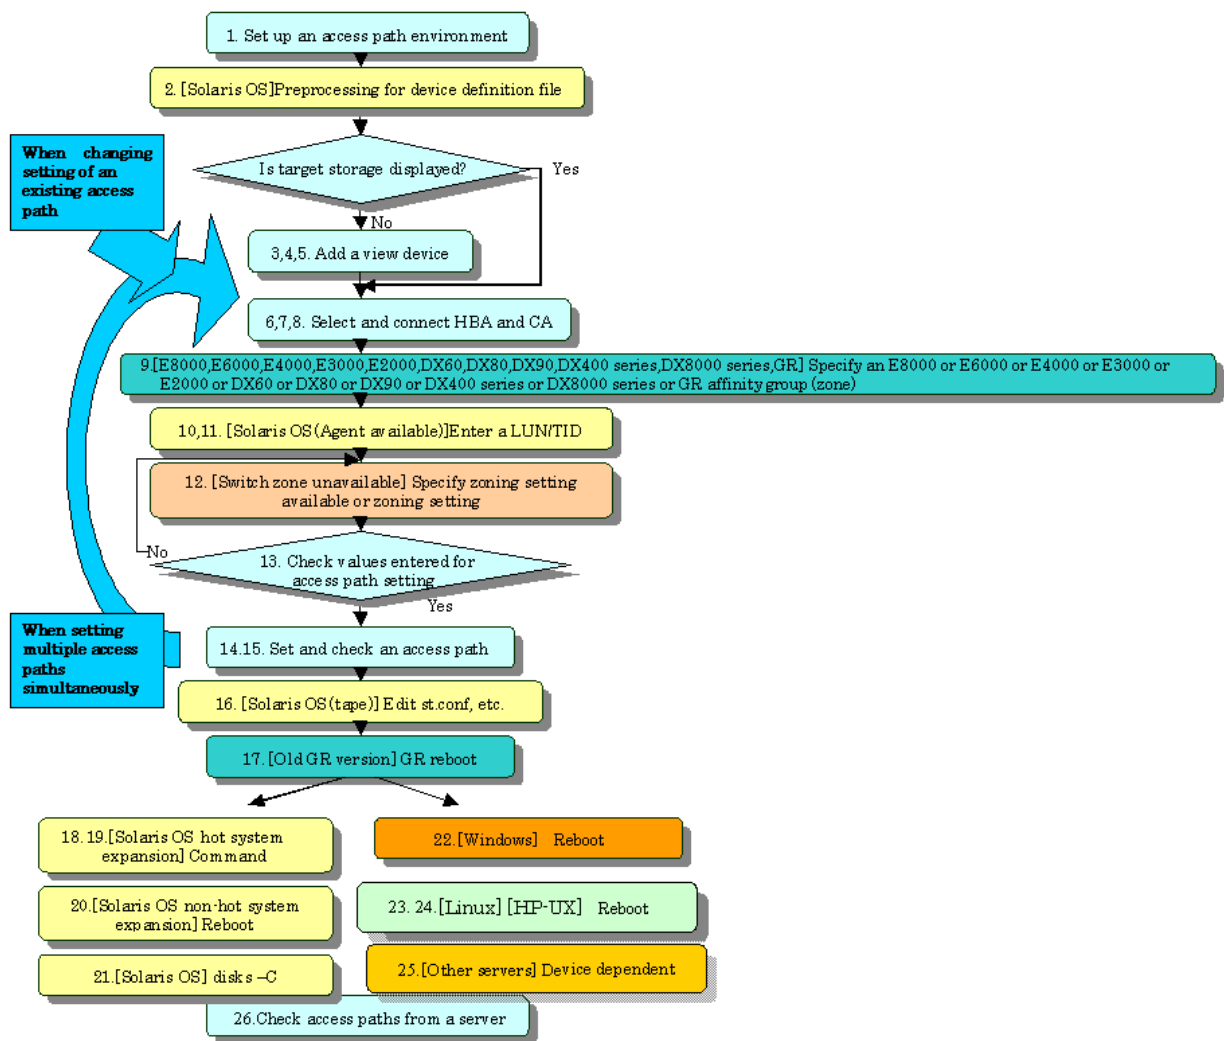 1. Set up an access path environment
2. [Solaris OS]Preprocessing for device definition file
When changing
setting of an
existing access
path
Is target storage displayed?
Yes
No
3,4,5. Add a view device
6,7,8. Select and connect HBA and CA
9.[E8000,E6000,E4000,E3000,E2000,DX60,DX80,DX90,DX400 series,DX8000 series,GR] Specify an E8000 or E6000 or E4000 or E3000 or
E2000 or DX60 or DX80 or DX90 or DX400 series or DX8000 series or GR affinity group (zone)
10,11. [Solaris OS(Agent available)]Enter a LUN/TID
12. [Switch zone unavailable] Specify zoning setting
available or zoning setting
No
13. Check values entered for
access path setting
Yes
When setting
multiple access
paths
simultaneously
14.15. Set and check an access path
16. [Solaris OS(tape)] Edit st.conf, etc.
17.[Old GR version] GR reboot
18.19.[Solaris OS hot system
expansion] Command
22.[Windows] Reboot
20.[Solaris OS non-hot system
expansion] Reboot
23. 24.[Linux] [HP-UX] Reboot
21.[Solaris OS] disks –C
25.[Other servers] Device dependent
26.Check access paths from a server